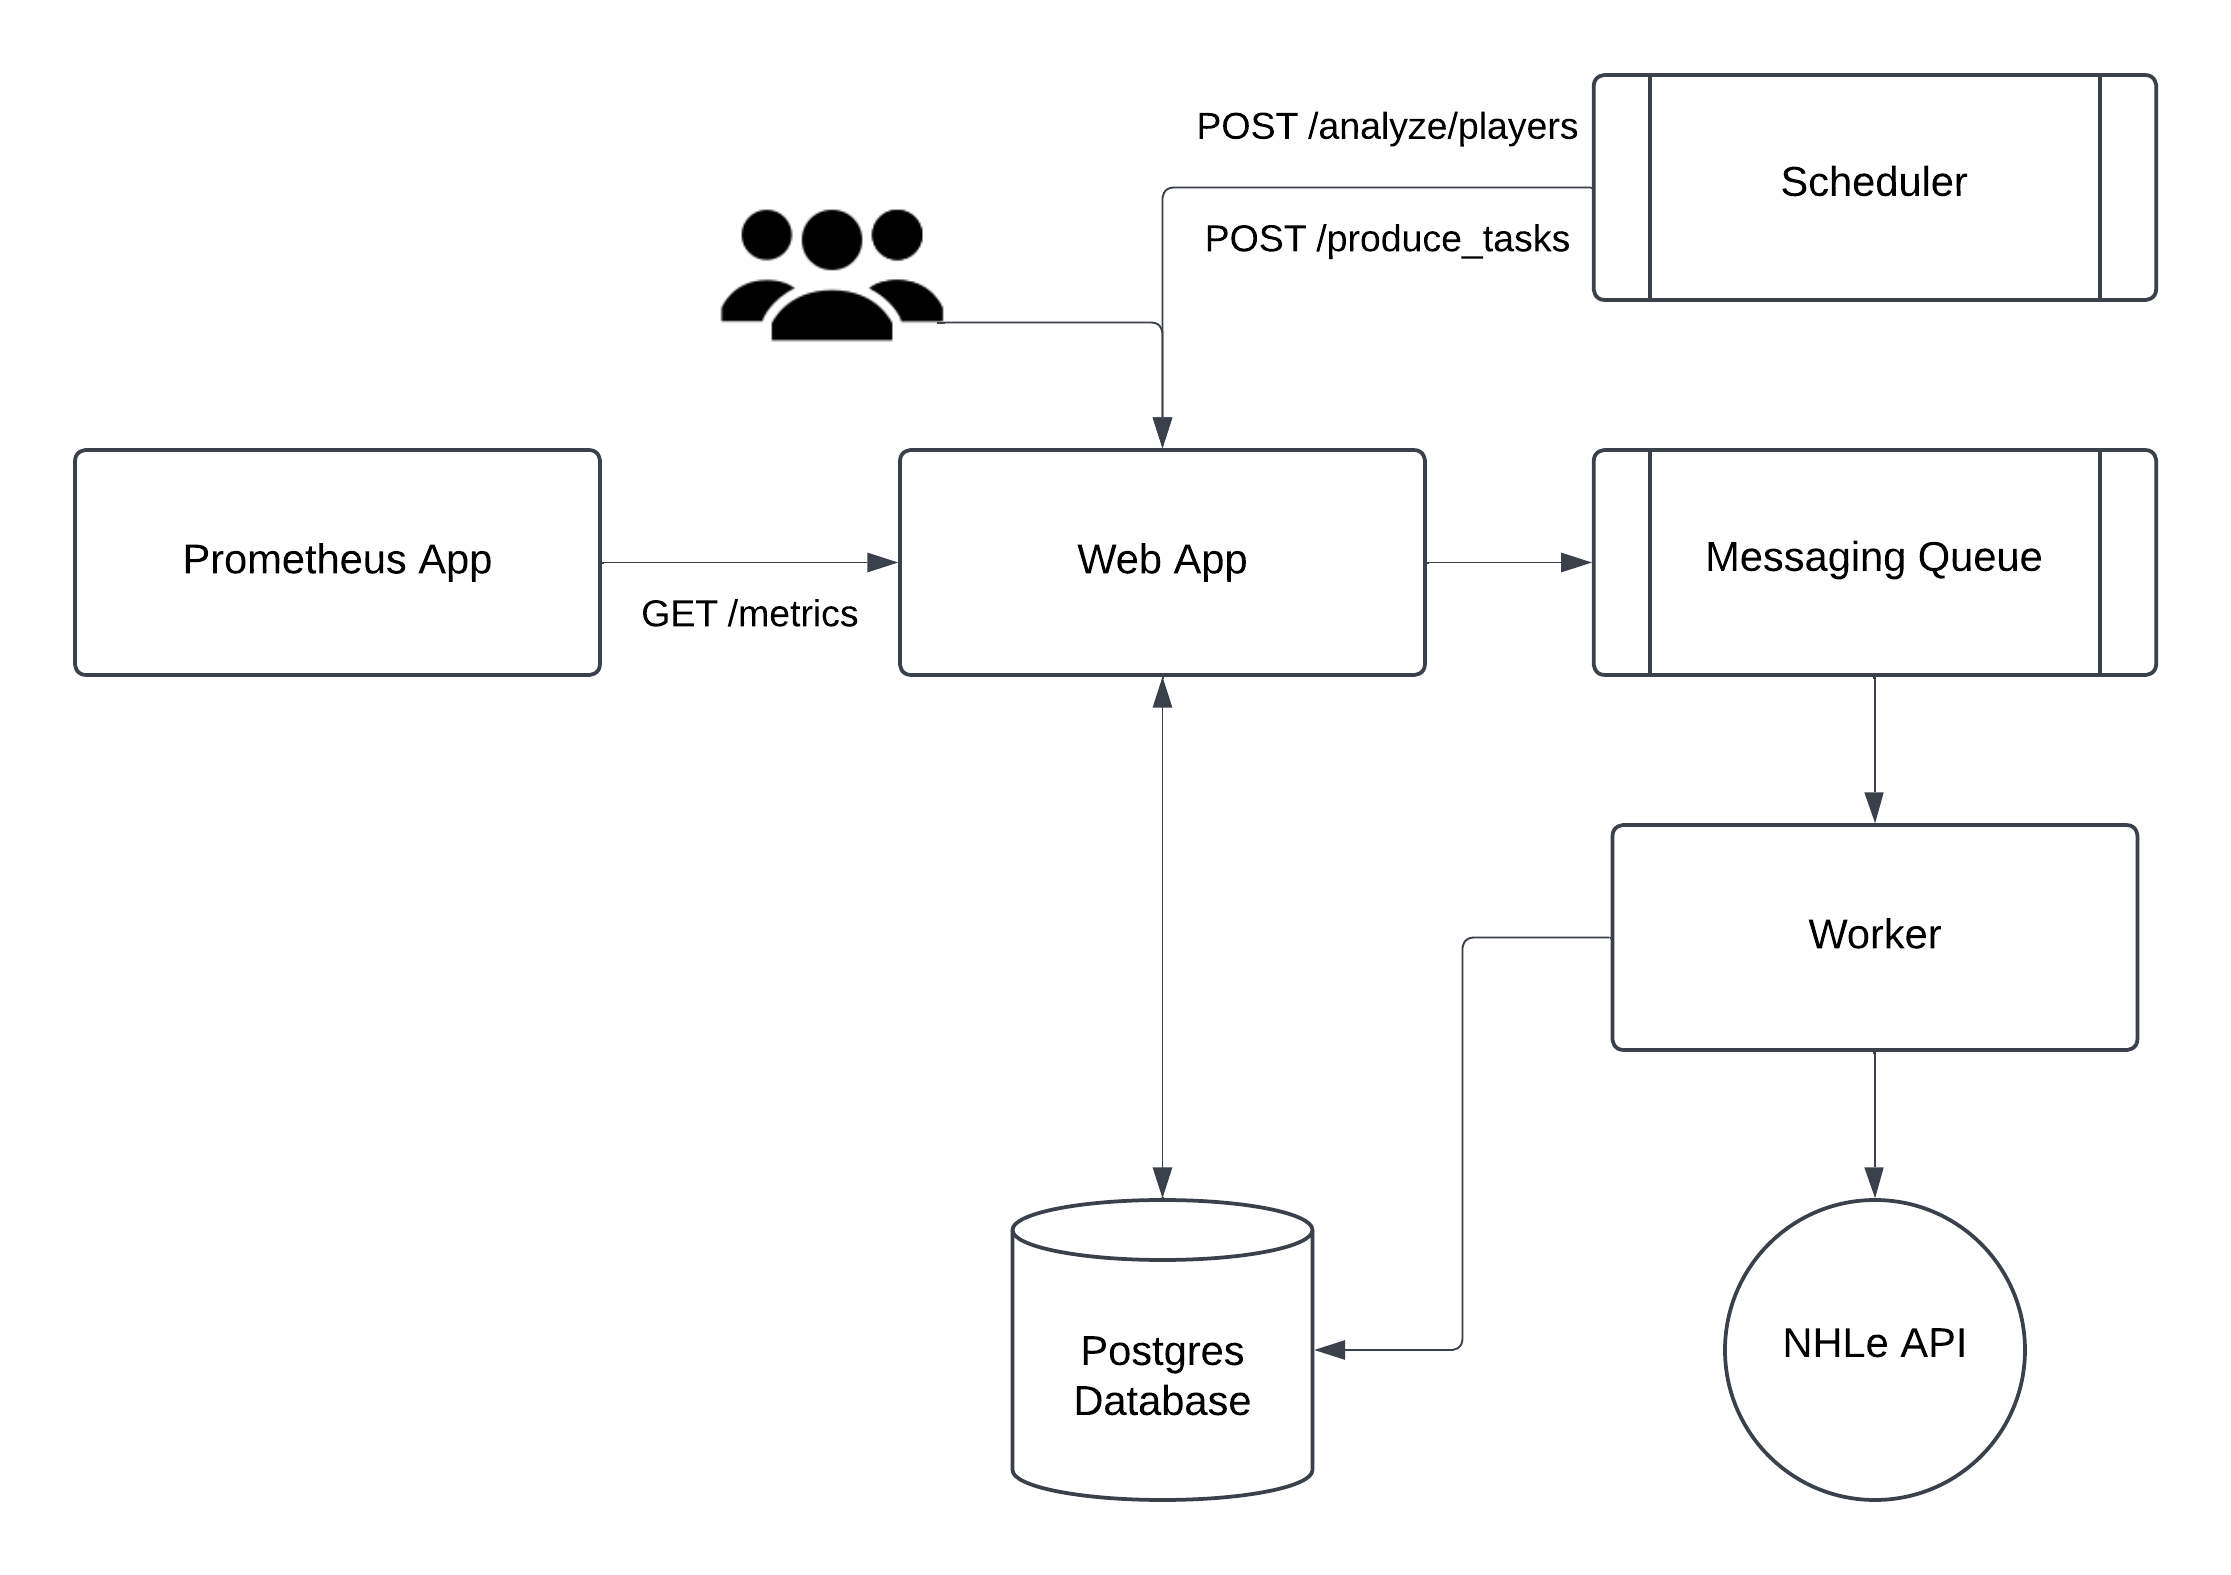 POST /analyze/players
Scheduler
POST /produce_tasks
Prometheus App
GET /metrics
Web App
Messaging Queue
Worker
Postgres
Database
NHLe API